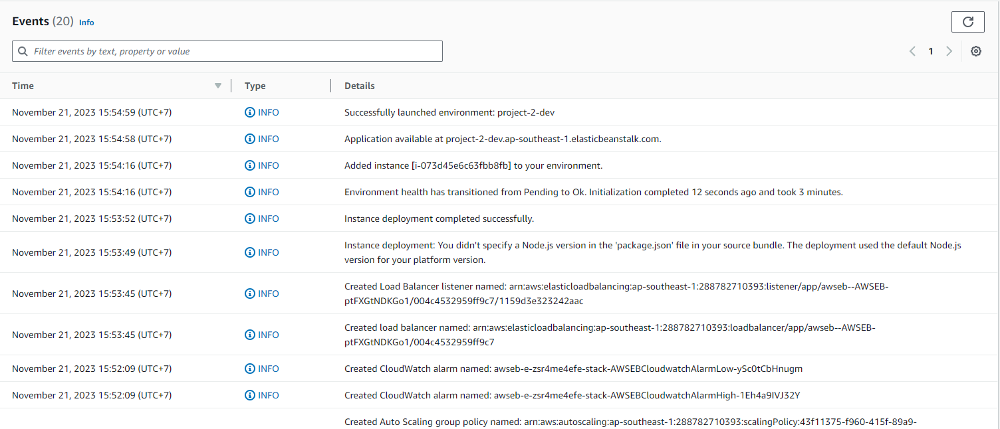 Events (20) Info
Filter events by text, property or value
1
Time Type Details
November 21, 2023 15:54:59 (UTC+7) INFO Successfully launched environment: project-2-dev
November 21, 2023 15:54:58 (UTC+7) INFO Application available at project-2-dev.ap-southeast-1.elasticbeanstalk.com.
November 21, 2023 15:54:16 (UTC+7) INFO Added instance [i-073d45e6c63fbb8fb] to your environment.
November 21, 2023 15:54:16 (UTC+7) INFO Environment health has transitioned from Pending to Ok. Initialization completed 12 seconds ago and took 3 minutes.
November 21, 2023 15:53:52 (UTC+7) INFO Instance deployment completed successfully.
November 21, 2023 15:53:49 (UTC+7) INFO Instance deployment: You didn't specify a Node.js version in the 'package.json' file in your source bundle. The deployment used the default Node.js
version for your platform version.
November 21, 2023 15:53:45 (UTC+7) INFO Created Load Balancer listener named: arn:aws:elasticloadbalancing:ap-southeast-1:288782710393:listener/app/awseb--AWSEB-
ptFXGtNDKGo1/004c4532959ff9c7/1159d3e323242aac
November 21, 2023 15:53:45 (UTC+7) INFO Created load balancer named: arn:aws:elasticloadbalancing:ap-southeast-1:288782710393:loadbalancer/app/awseb--AWSEB-
ptFXGtNDKGo1/004c4532959ff9c7
November 21, 2023 15:52:09 (UTC+7) INFO Created CloudWatch alarm named: awseb-e-zsr4me4efe-stack-AWSEBCloudwatchAlarmLow-ySc0tCbHnugm
November 21, 2023 15:52:09 (UTC+7) INFO Created CloudWatch alarm named: awseb-e-zsr4me4efe-stack-AWSEBCloudwatchAlarmHigh-1Eh4a9IVJ32Y
Created Auto Scaling group policy named: arn:aws:autoscaling:ap-southeast-1:288782710393:scalingPolicy:43f11375-f960-415f-89a9-